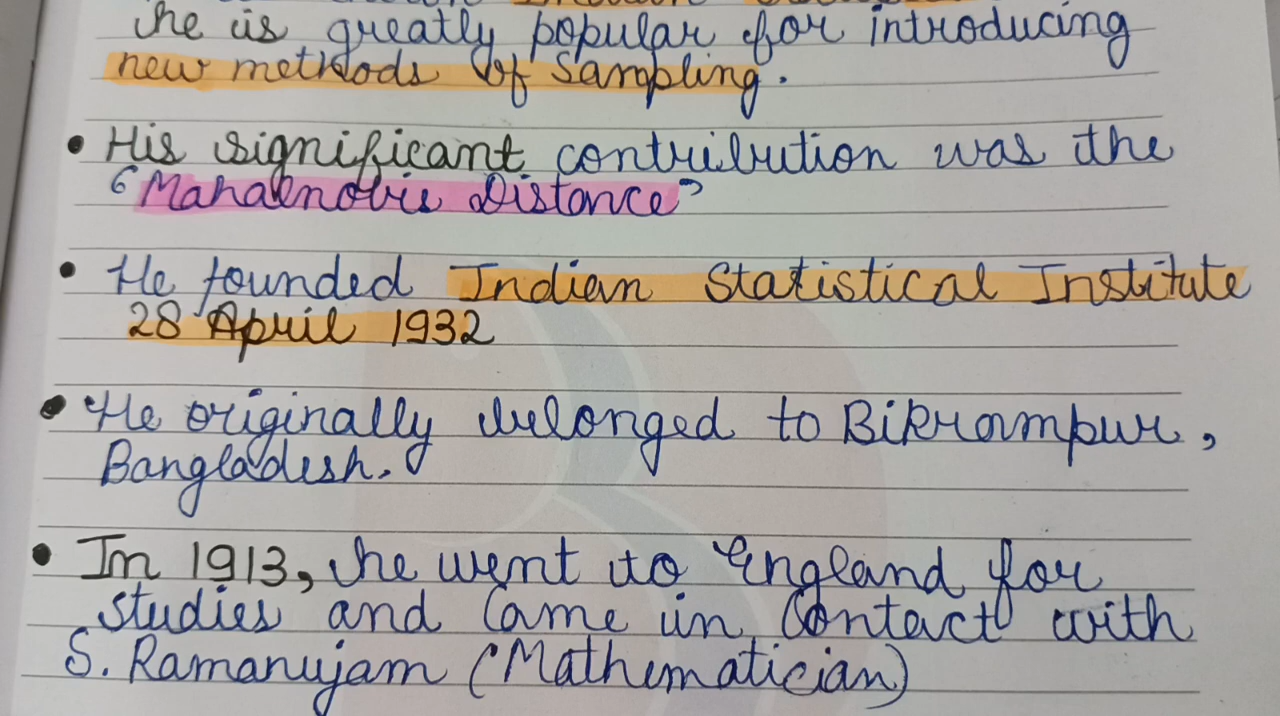 he is greatly popular for introducing
new methods of Sampling.
• His significant contribution was the
‘Mahalnobis Distance’
• He founded Indian Statistical Institute
28 April 1932
• He originally belonged to Bikrampur,
Bangladesh.
• In 1913, he went to England for
studies and came in contact with
S. Ramanujam (Mathematician)